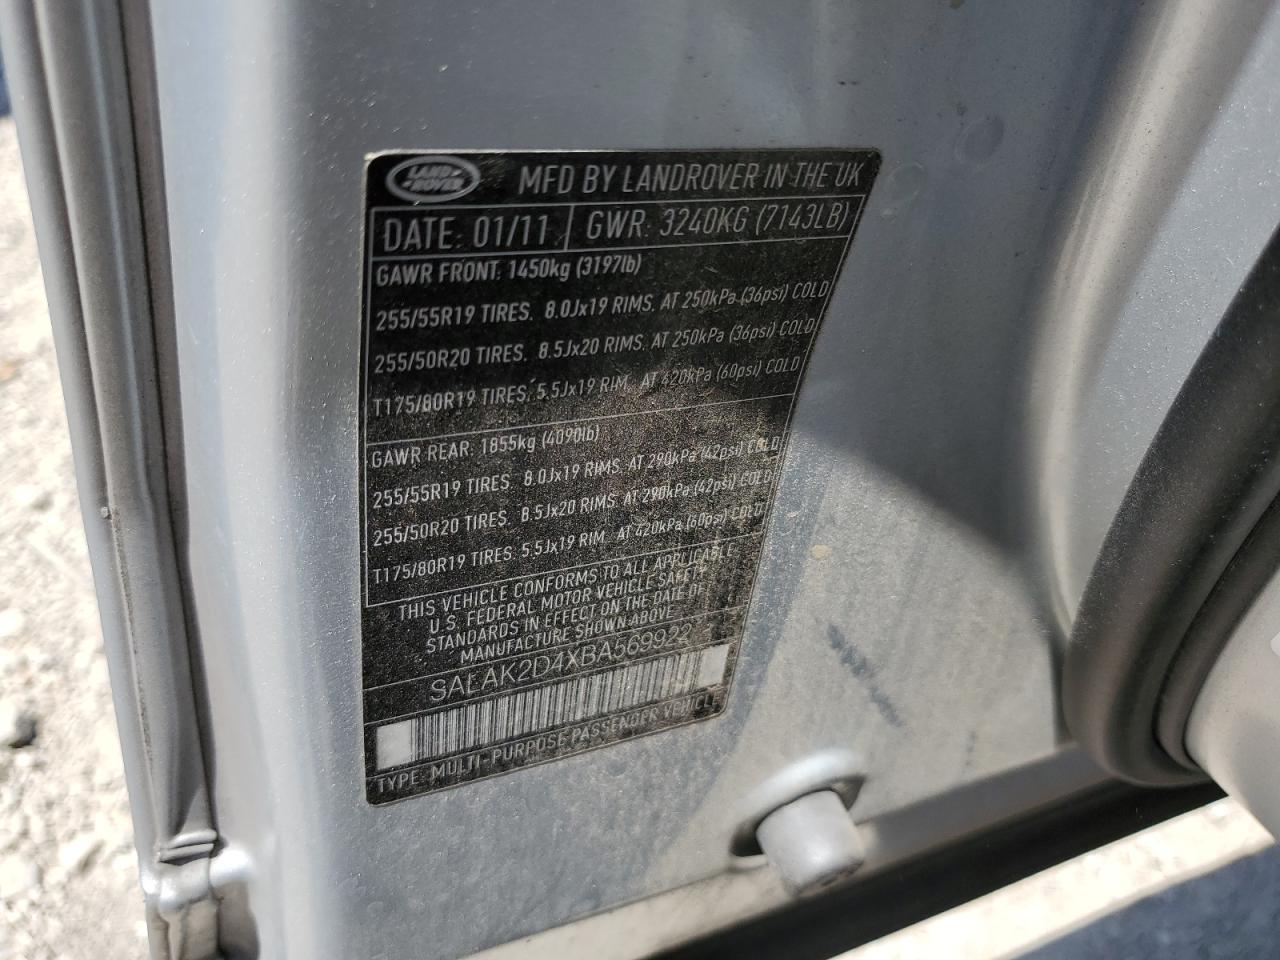 LAND ROVER
MFD BY LANDROVER IN THE UK
DATE: 01/11 GWR: 3240KG (7143LB)
GAWR FRONT: 1450kg (3197lb)
255/55R19 TIRES. 8.0Jx19 RIMS. AT 250kPa (36psi) COLD
255/50R20 TIRES. 8.5Jx20 RIMS. AT 250kPa (36psi) COLD
T175/80R19 TIRES. 5.5Jx19 RIM. AT 420kPa (60psi) COLD
GAWR REAR: 1855kg (4090lb)
255/55R19 TIRES. 8.0Jx19 RIMS. AT 290kPa (42psi) COLD
255/50R20 TIRES. 8.5Jx20 RIMS. AT 290kPa (42psi) COLD
T175/80R19 TIRES. 5.5Jx19 RIM. AT 420kPa (60psi) COLD
THIS VEHICLE CONFORMS TO ALL APPLICABLE
U.S. FEDERAL MOTOR VEHICLE SAFETY
STANDARDS IN EFFECT ON THE DATE OF
MANUFACTURE SHOWN ABOVE
SALAK2D4XBA569922
TYPE: MULTI-PURPOSE PASSENGER VEHICLE